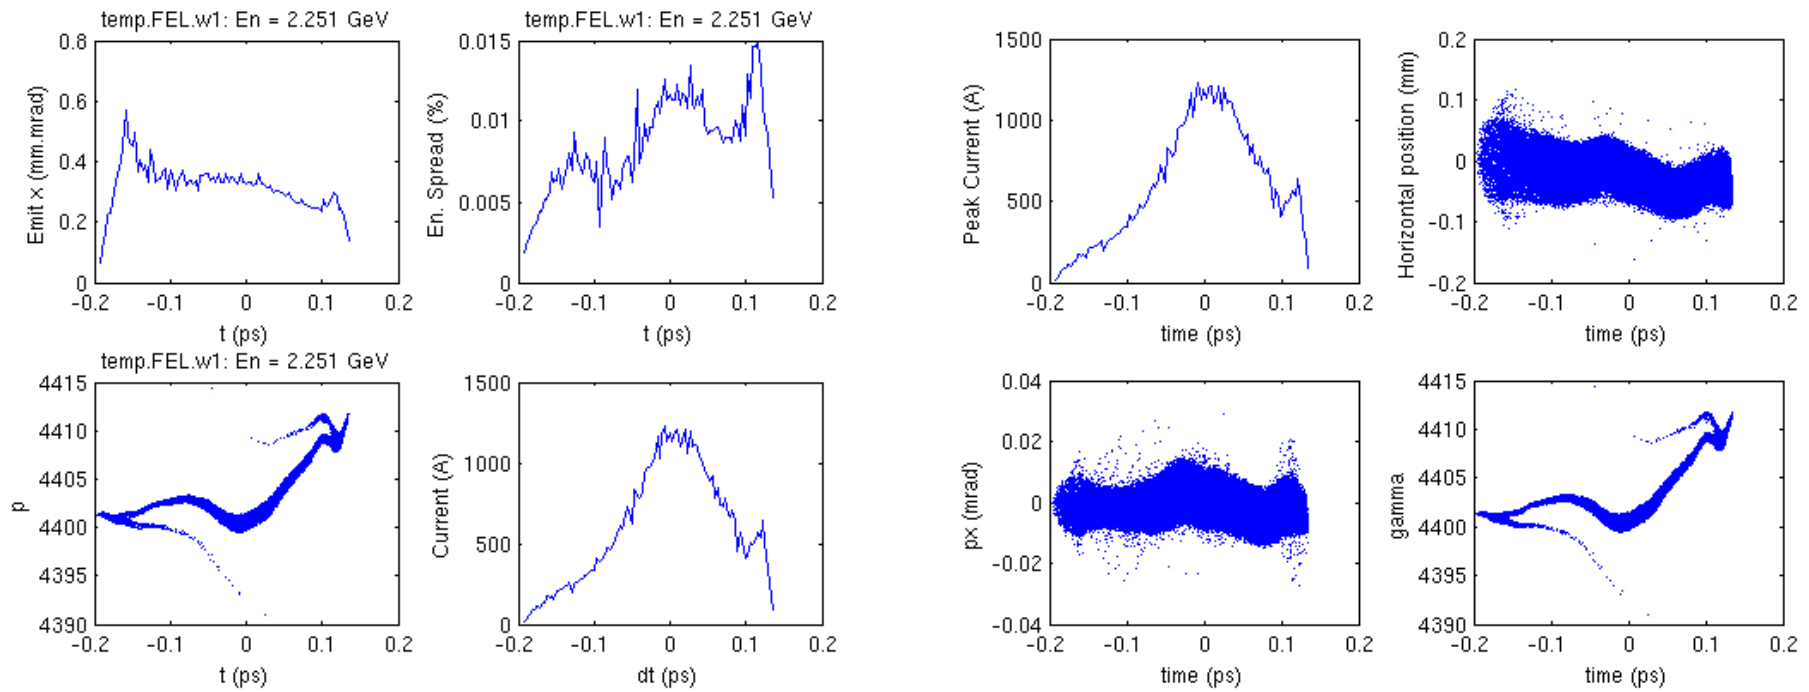 temp.FEL.w1: En = 2.251 GeV
Emit x (mm.mrad)
0.8
0.6
0.4
0.2
0
-0.2 -0.1 0 0.1 0.2
t (ps)
temp.FEL.w1: En = 2.251 GeV
En. Spread (%)
0.015
0.01
0.005
0
-0.2 -0.1 0 0.1 0.2
t (ps)
Peak Current (A)
1500
1000
500
0
-0.2 -0.1 0 0.1 0.2
time (ps)
Horizontal position (mm)
0.2
0.1
0
-0.1
-0.2
-0.2 -0.1 0 0.1 0.2
time (ps)
temp.FEL.w1: En = 2.251 GeV
p
4415
4410
4405
4400
4395
4390
-0.2 -0.1 0 0.1 0.2
t (ps)
Current (A)
1500
1000
500
0
-0.2 -0.1 0 0.1 0.2
dt (ps)
px (mrad)
0.04
0.02
0
-0.02
-0.04
-0.2 -0.1 0 0.1 0.2
time (ps)
gamma
4415
4410
4405
4400
4395
4390
-0.2 -0.1 0 0.1 0.2
time (ps)